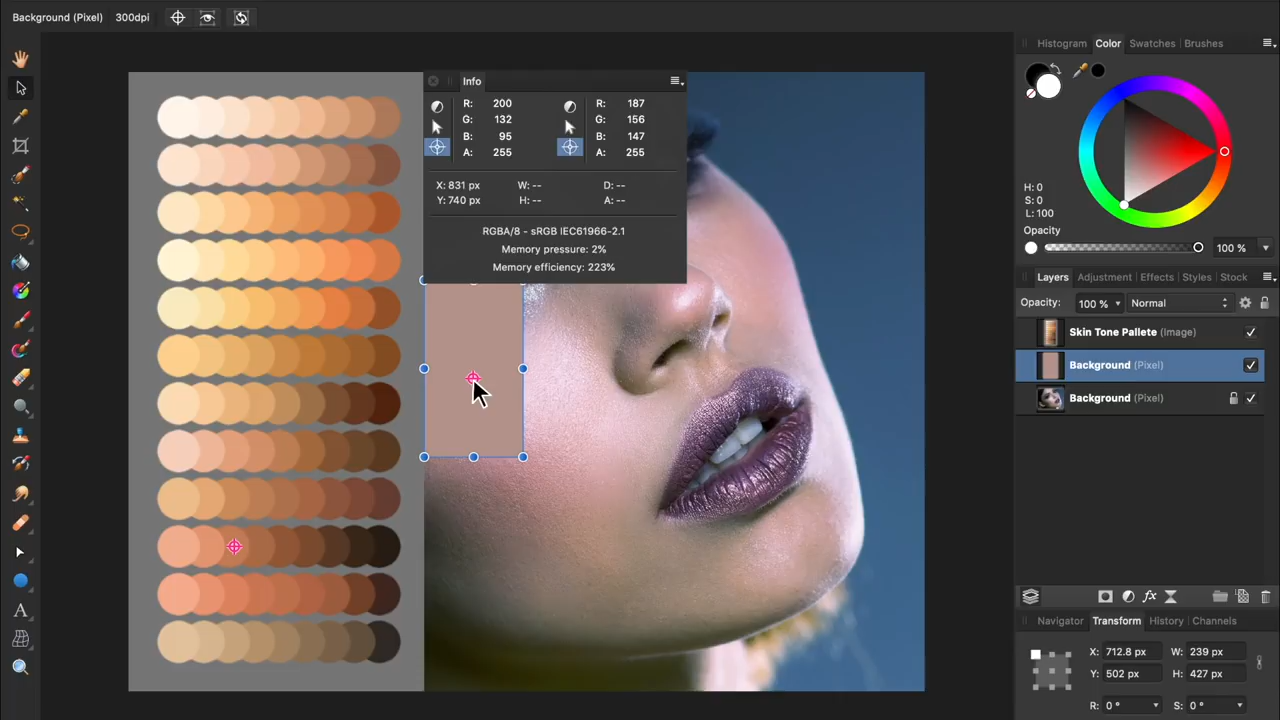 Background (Pixel) 300dpi
Histogram Color Swatches Brushes
Info
R: 200 R: 187
G: 132 G: 156
B: 95 B: 147
A: 255 A: 255
X: 831 px W: -- D: --
Y: 740 px H: -- A: --
RGBA/8 - sRGB IEC61966-2.1
Memory pressure: 2%
Memory efficiency: 223%
H: 0
S: 0
L: 100
Opacity
100 %
Layers Adjustment Effects Styles Stock
Opacity: 100 % Normal
Skin Tone Pallete (Image)
Background (Pixel)
Background (Pixel)
fx
Navigator Transform History Channels
X: 712.8 px W: 239 px
Y: 502 px H: 427 px
R: 0 ° S: 0 °
A